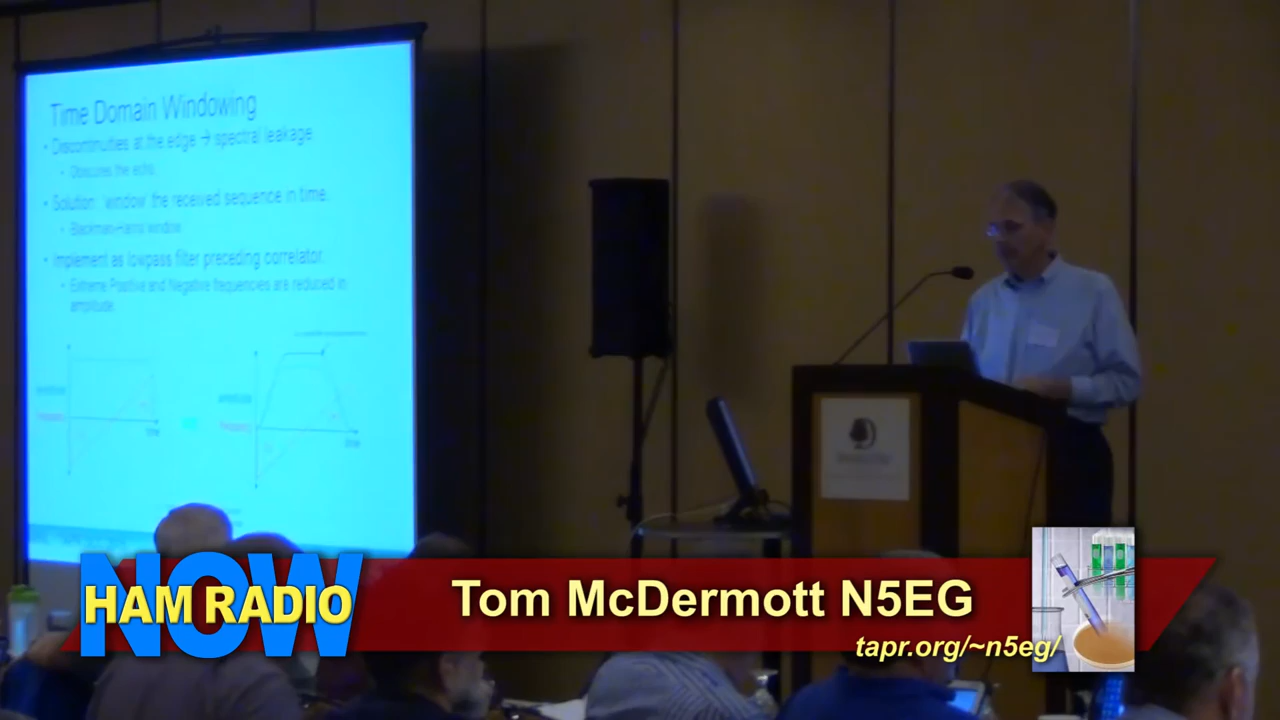 Time Domain Windowing
• Discontinuities at the edge → spectral leakage.
• Obscures the echo.
• Solution: window the received sequence in time.
• Blackman-Harris window
• Implement as lowpass filter preceding correlator.
• Extreme Positive and Negative frequencies are reduced in
amplitude.
time
time
NOW
HAM RADIO
Tom McDermott N5EG
tapr.org/~n5eg/